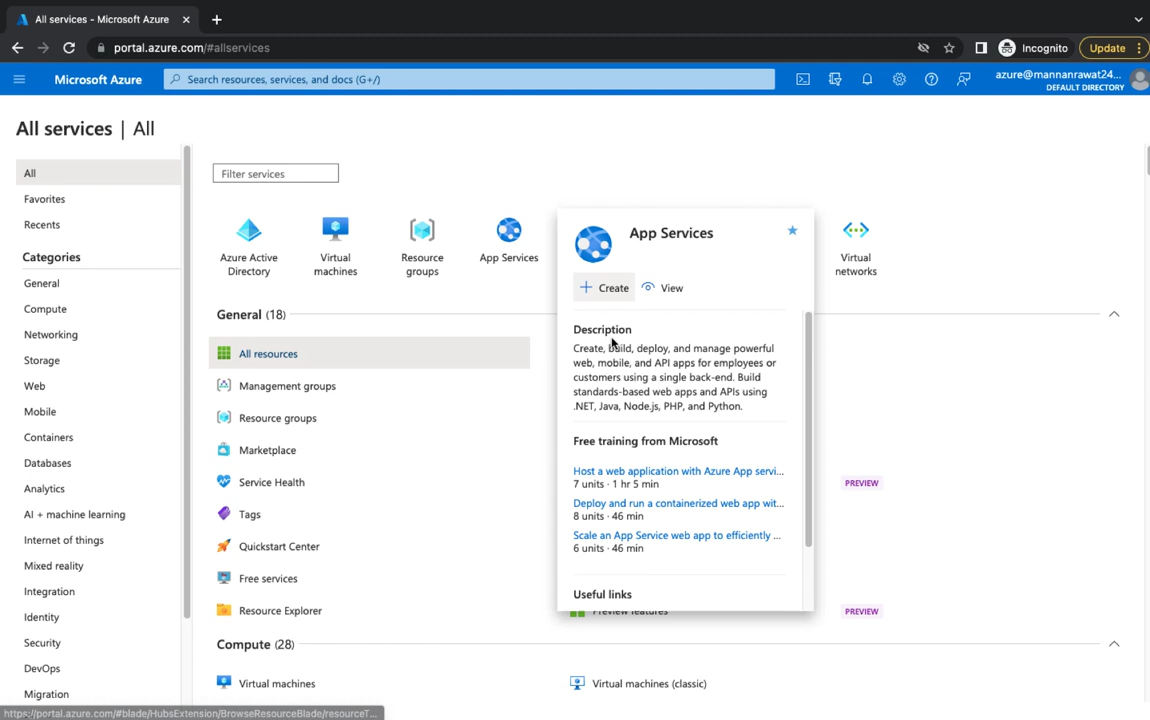 All services - Microsoft Azure
portal.azure.com/#allservices
Incognito
Update
Microsoft Azure
Search resources, services, and docs (G+/)
azure@mannanrawat24...
DEFAULT DIRECTORY
All services | All
All
Favorites
Recents
Categories
General
Compute
Networking
Storage
Web
Mobile
Containers
Databases
Analytics
AI + machine learning
Internet of things
Mixed reality
Integration
Identity
Security
DevOps
Migration
Filter services
Azure Active
Directory
Virtual
machines
Resource
groups
App Services
Virtual
networks
General (18)
All resources
Management groups
Resource groups
Marketplace
Service Health
Tags
Quickstart Center
Free services
Resource Explorer
App Services
Create
View
Description
Create, build, deploy, and manage powerful
web, mobile, and API apps for employees or
customers using a single back-end. Build
standards-based web apps and APIs using
.NET, Java, Node.js, PHP, and Python.
Free training from Microsoft
Host a web application with Azure App servi...
7 units · 1 hr 5 min
Deploy and run a containerized web app wit...
8 units · 46 min
Scale an App Service web app to efficiently ...
6 units · 46 min
Useful links
PREVIEW
Preview features
PREVIEW
Compute (28)
Virtual machines
Virtual machines (classic)
https://portal.azure.com/#blade/HubsExtension/BrowseResourceBlade/resourceT...